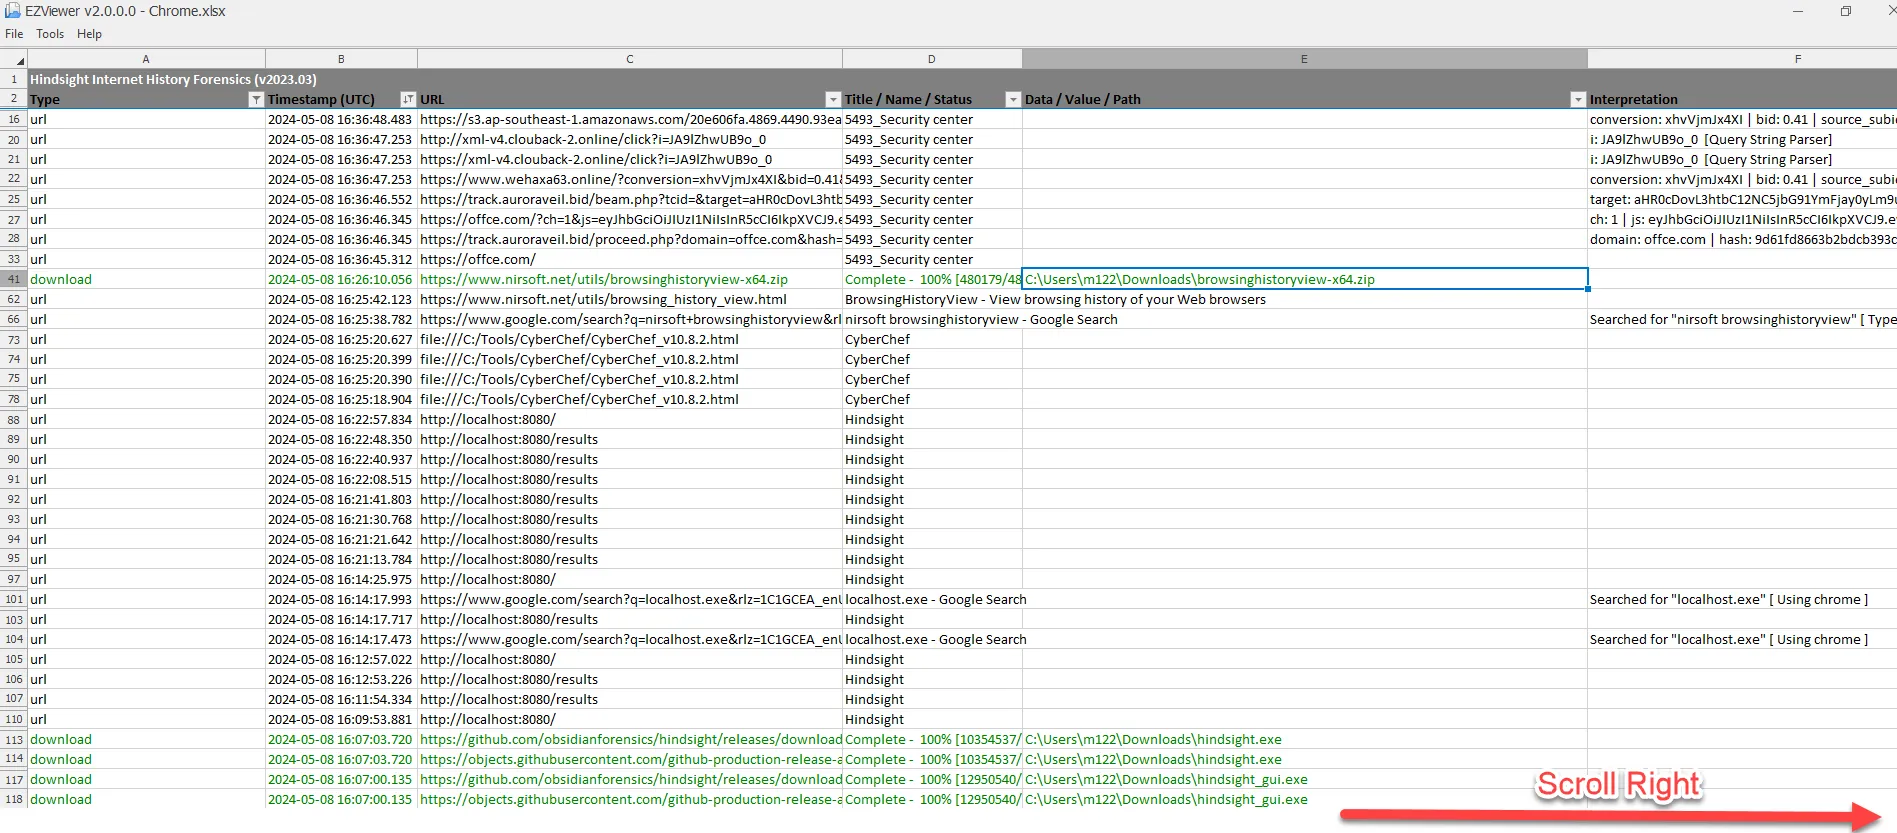 EZViewer v2.0.0.0 - Chrome.xlsx
File Tools Help
A B C D E F
1 Hindsight Internet History Forensics (v2023.03)
2 Type Timestamp (UTC) URL Title / Name / Status Data / Value / Path Interpretation
16 url 2024-05-08 16:36:48.483 https://s3.ap-southeast-1.amazonaws.com/20e606fa.4869.4490.93ea 5493_Security center conversion: xhvVjmJx4XI | bid: 0.41 | source_subi
20 url 2024-05-08 16:36:47.253 http://xml-v4.clouback-2.online/click?i=JA9lZhwUB9o_0 5493_Security center i: JA9lZhwUB9o_0 [Query String Parser]
21 url 2024-05-08 16:36:47.253 https://xml-v4.clouback-2.online/click?i=JA9lZhwUB9o_0 5493_Security center i: JA9lZhwUB9o_0 [Query String Parser]
22 url 2024-05-08 16:36:47.253 https://www.wehaxa63.online/?conversion=xhvVjmJx4XI&bid=0.41& 5493_Security center conversion: xhvVjmJx4XI | bid: 0.41 | source_subi
25 url 2024-05-08 16:36:46.552 https://track.auroraveil.bid/beam.php?tcid=&target=aHR0cDovL3htb 5493_Security center target: aHR0cDovL3htbC12NC5jbG91YmFjay0yLm9u
27 url 2024-05-08 16:36:46.345 https://offce.com/?ch=1&js=eyJhbGciOiJIUzI1NiIsInR5cCI6IkpXVCJ9.e 5493_Security center ch: 1 | js: eyJhbGciOiJIUzI1NiIsInR5cCI6IkpXVCJ9.e
28 url 2024-05-08 16:36:46.345 https://track.auroraveil.bid/proceed.php?domain=offce.com&hash= 5493_Security center domain: offce.com | hash: 9d61fd8663b2bdcb393c
33 url 2024-05-08 16:36:45.312 https://offce.com/ 5493_Security center
41 download 2024-05-08 16:26:10.056 https://www.nirsoft.net/utils/browsinghistoryview-x64.zip Complete - 100% [480179/48 C:\Users\m122\Downloads\browsinghistoryview-x64.zip
62 url 2024-05-08 16:25:42.123 https://www.nirsoft.net/utils/browsing_history_view.html BrowsingHistoryView - View browsing history of your Web browsers
66 url 2024-05-08 16:25:38.782 https://www.google.com/search?q=nirsoft+browsinghistoryview&rl nirsoft browsinghistoryview - Google Search Searched for "nirsoft browsinghistoryview" [ Type
73 url 2024-05-08 16:25:20.627 file:///C:/Tools/CyberChef/CyberChef_v10.8.2.html CyberChef
74 url 2024-05-08 16:25:20.399 file:///C:/Tools/CyberChef/CyberChef_v10.8.2.html CyberChef
75 url 2024-05-08 16:25:20.390 file:///C:/Tools/CyberChef/CyberChef_v10.8.2.html CyberChef
78 url 2024-05-08 16:25:18.904 file:///C:/Tools/CyberChef/CyberChef_v10.8.2.html CyberChef
88 url 2024-05-08 16:22:57.834 http://localhost:8080/ Hindsight
89 url 2024-05-08 16:22:48.350 http://localhost:8080/results Hindsight
90 url 2024-05-08 16:22:40.937 http://localhost:8080/results Hindsight
91 url 2024-05-08 16:22:08.515 http://localhost:8080/results Hindsight
92 url 2024-05-08 16:21:41.803 http://localhost:8080/results Hindsight
93 url 2024-05-08 16:21:30.768 http://localhost:8080/results Hindsight
94 url 2024-05-08 16:21:21.642 http://localhost:8080/results Hindsight
95 url 2024-05-08 16:21:13.784 http://localhost:8080/results Hindsight
97 url 2024-05-08 16:14:25.975 http://localhost:8080/ Hindsight
101 url 2024-05-08 16:14:17.993 https://www.google.com/search?q=localhost.exe&rlz=1C1GCEA_enU localhost.exe - Google Search Searched for "localhost.exe" [ Using chrome ]
103 url 2024-05-08 16:14:17.717 http://localhost:8080/ Hindsight
104 url 2024-05-08 16:14:17.473 https://www.google.com/search?q=localhost.exe&rlz=1C1GCEA_enU localhost.exe - Google Search Searched for "localhost.exe" [ Using chrome ]
105 url 2024-05-08 16:12:57.022 http://localhost:8080/ Hindsight
106 url 2024-05-08 16:12:53.226 http://localhost:8080/results Hindsight
107 url 2024-05-08 16:11:54.334 http://localhost:8080/results Hindsight
110 url 2024-05-08 16:09:53.881 http://localhost:8080/ Hindsight
113 download 2024-05-08 16:07:03.720 https://github.com/obsidianforensics/hindsight/releases/download Complete - 100% [10354537/ C:\Users\m122\Downloads\hindsight.exe
114 download 2024-05-08 16:07:03.720 https://objects.githubusercontent.com/github-production-release-a Complete - 100% [10354537/ C:\Users\m122\Downloads\hindsight.exe
117 download 2024-05-08 16:07:00.135 https://github.com/obsidianforensics/hindsight/releases/download Complete - 100% [12950540/ C:\Users\m122\Downloads\hindsight_gui.exe
118 download 2024-05-08 16:07:00.135 https://objects.githubusercontent.com/github-production-release-a Complete - 100% [12950540/ C:\Users\m122\Downloads\hindsight_gui.exe
Scroll Right